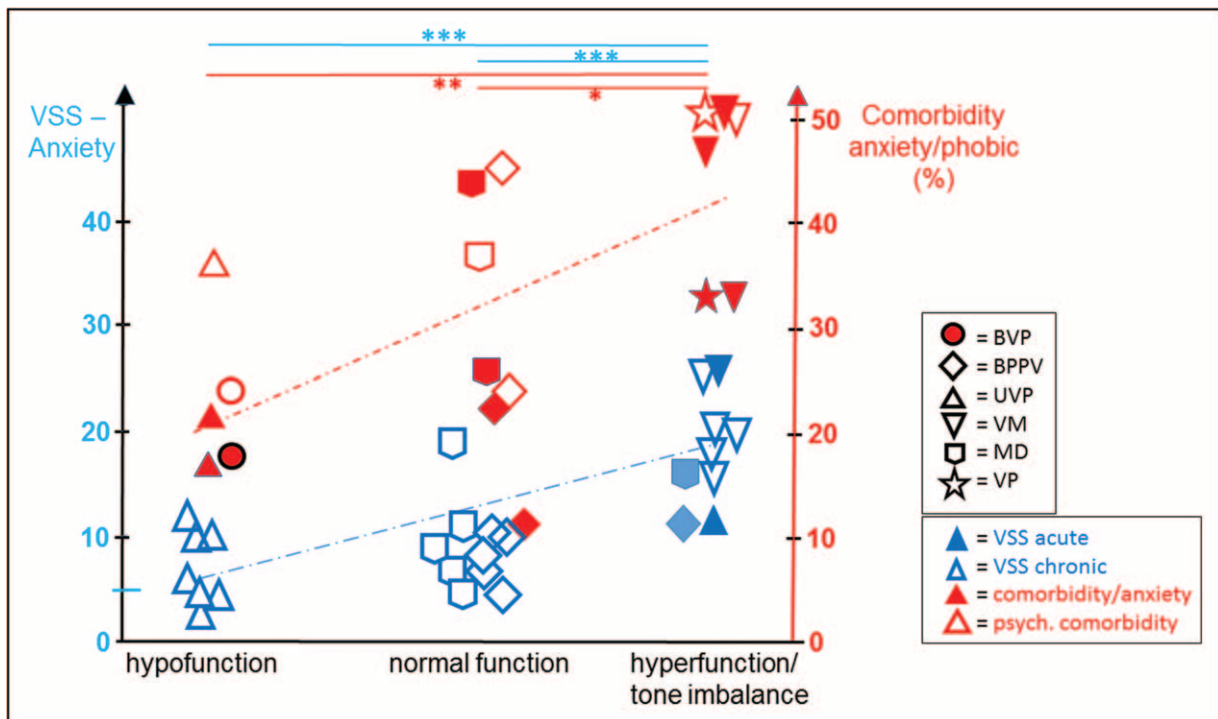 ***
***
**
*
VSS –
Anxiety
Comorbidity
anxiety/phobic
(%)
50
40
40
30
30
20
20
10
10
0
0
hypofunction
normal function
hyperfunction/
tone imbalance
= BVP
= BPPV
= UVP
= VM
= MD
= VP
= VSS acute
= VSS chronic
= comorbidity/anxiety
= psych. comorbidity